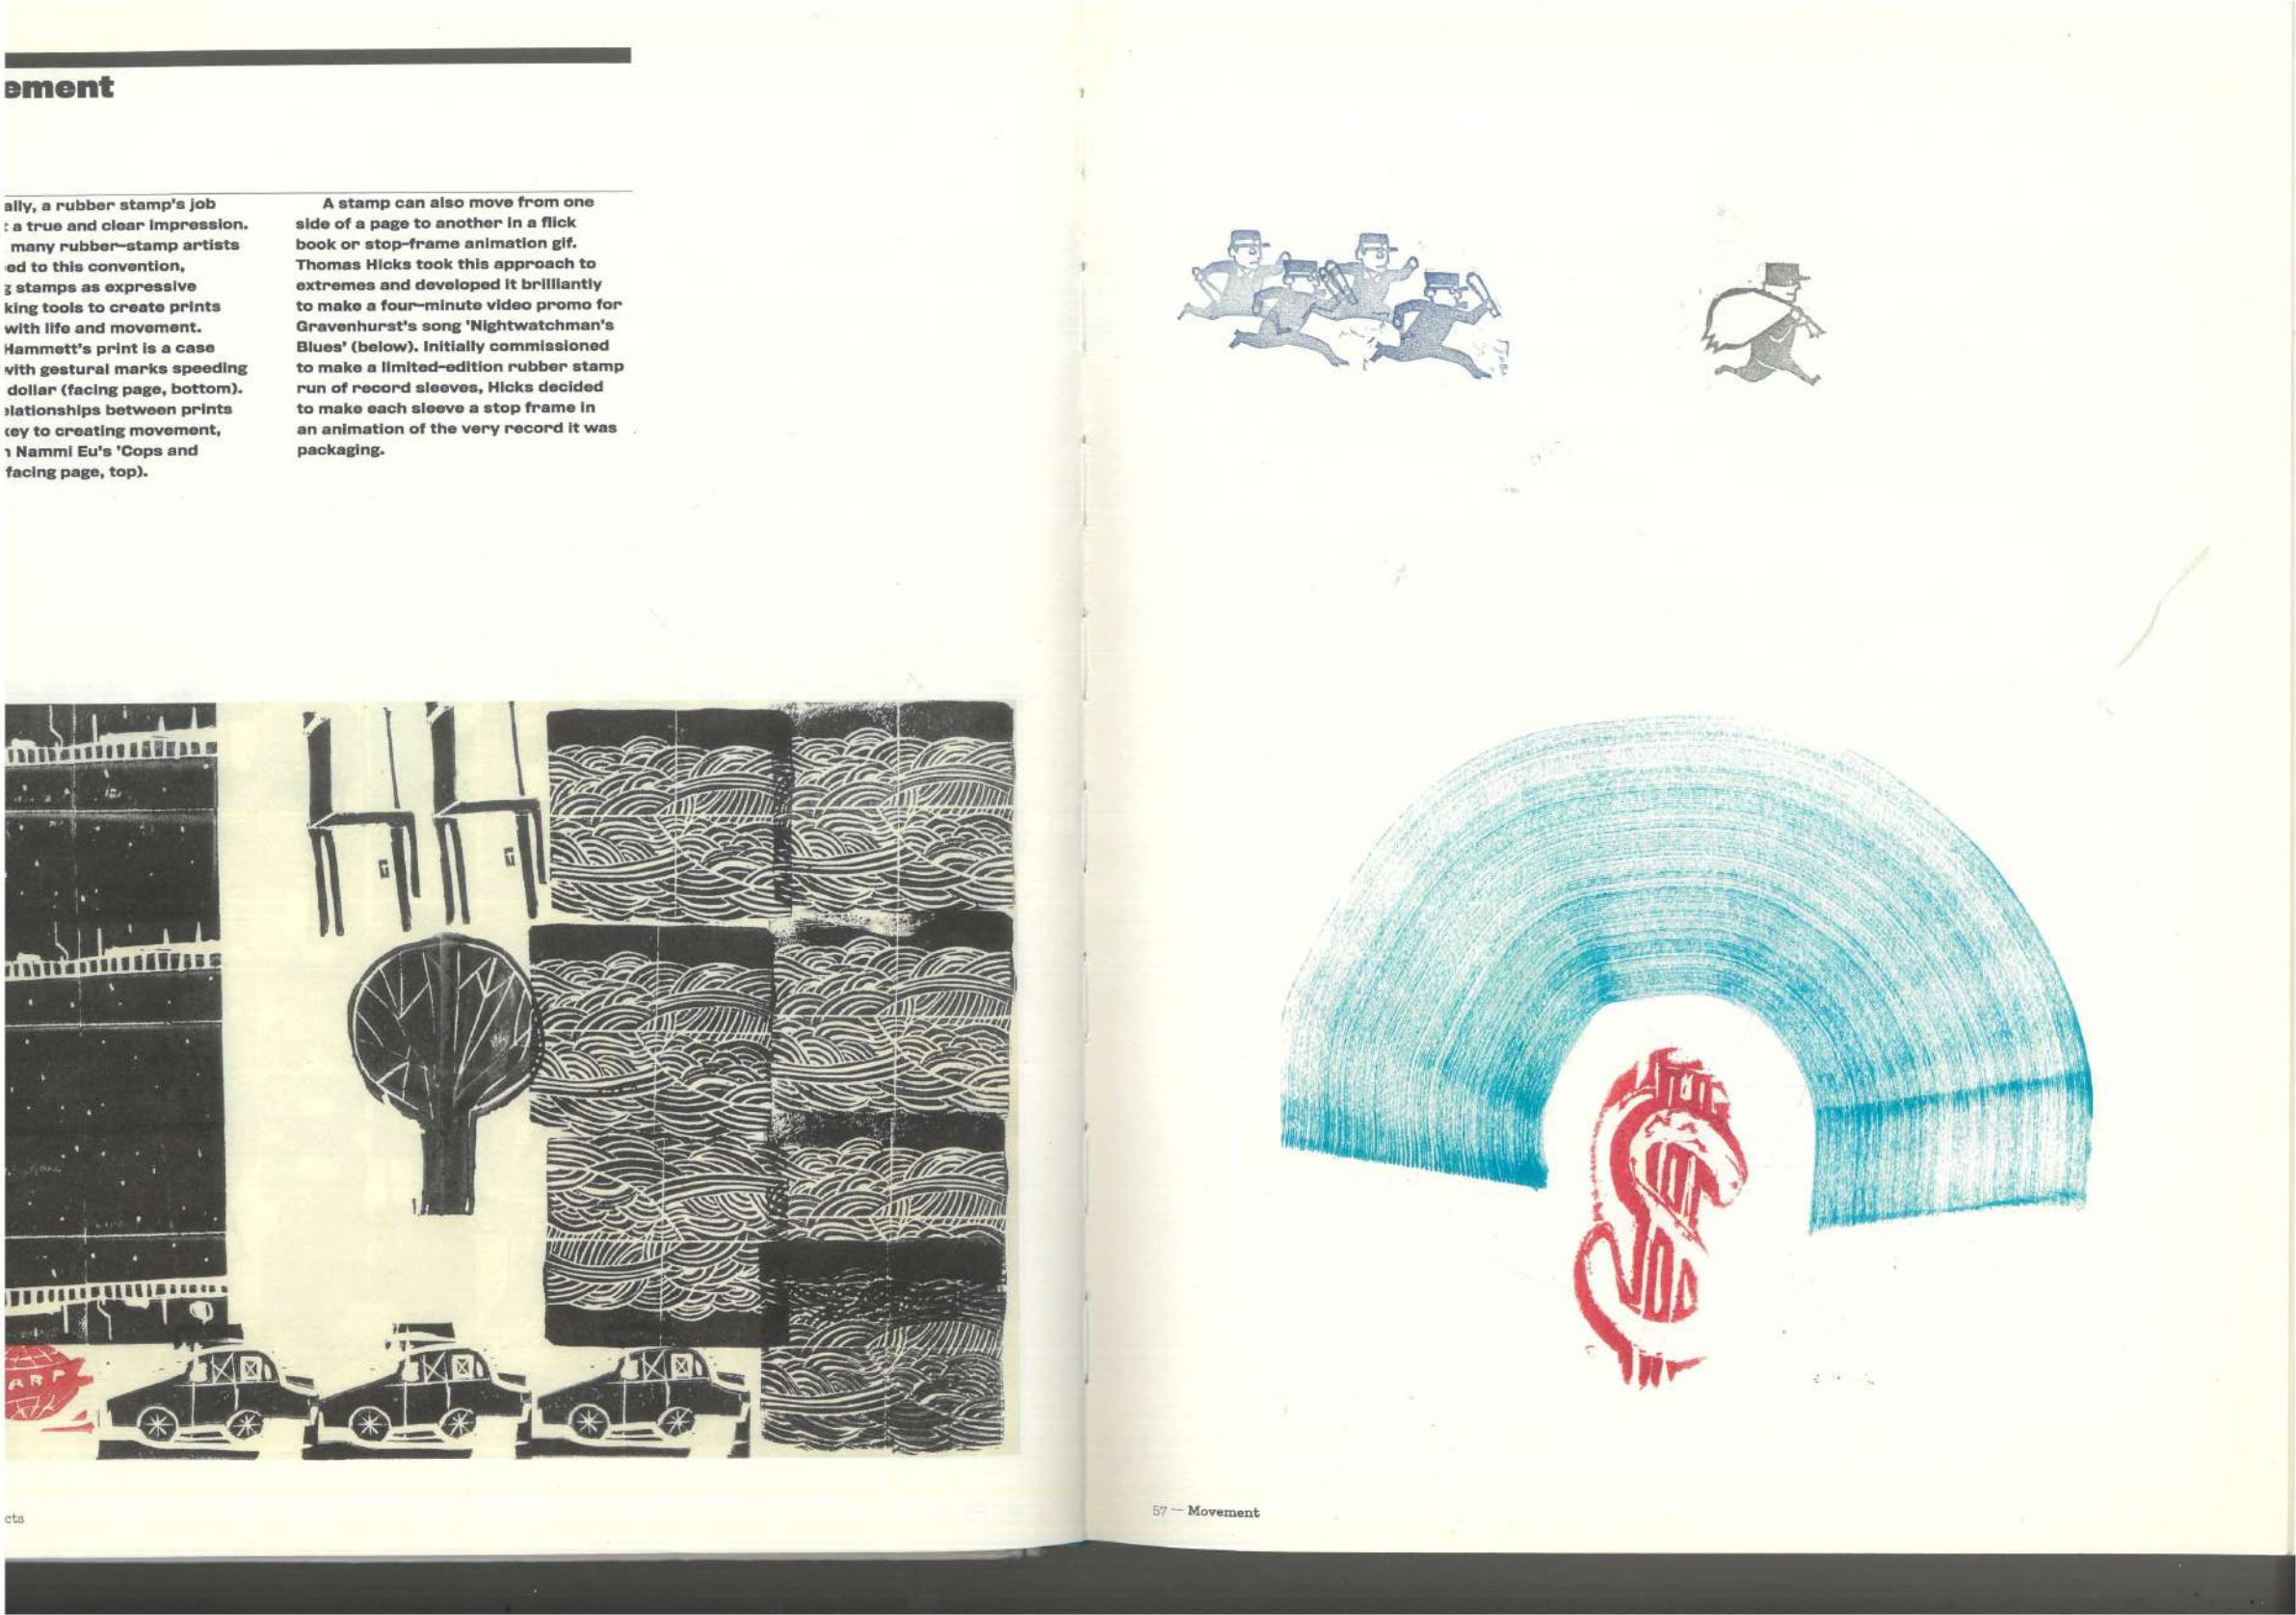 ement
ally, a rubber stamp's job
t a true and clear impression.
many rubber-stamp artists
ed to this convention,
g stamps as expressive
king tools to create prints
with life and movement.
Hammett's print is a case
with gestural marks speeding
dollar (facing page, bottom).
elationships between prints
key to creating movement,
n Nammi Eu's 'Cops and
facing page, top).
A stamp can also move from one
side of a page to another in a flick
book or stop-frame animation gif.
Thomas Hicks took this approach to
extremes and developed it brilliantly
to make a four-minute video promo for
Gravenhurst's song 'Nightwatchman's
Blues' (below). Initially commissioned
to make a limited-edition rubber stamp
run of record sleeves, Hicks decided
to make each sleeve a stop frame in
an animation of the very record it was
packaging.
ARP
cts
57 — Movement